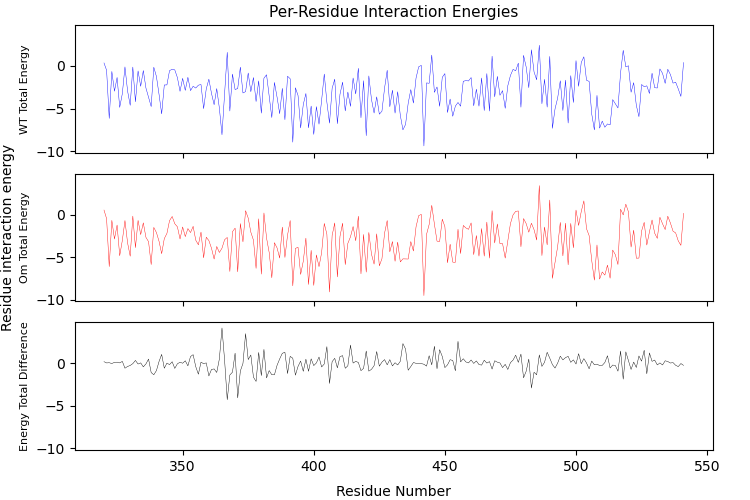 Per-Residue Interaction Energies
Residue interaction energy
WT Total Energy
0
−5
−10
Om Total Energy
0
−5
−10
Energy Total Difference
0
−5
−10
350 400 450 500 550
Residue Number